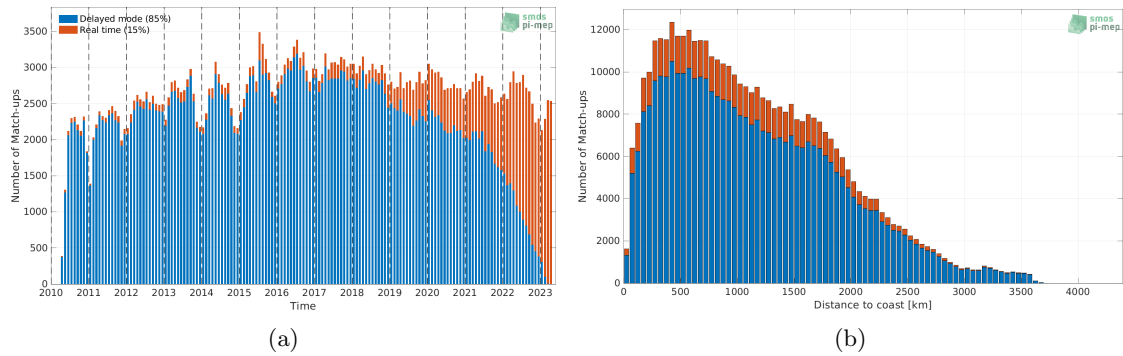 Delayed mode (85%)
Real time (15%)
smos
pi-mep
3500
3000
2500
2000
1500
1000
500
0
Number of Match-ups
2010 2011 2012 2013 2014 2015 2016 2017 2018 2019 2020 2021 2022 2023
Time
(a)
smos
pi-mep
12000
10000
8000
6000
4000
2000
0
Number of Match-ups
0 500 1000 1500 2000 2500 3000 3500 4000
Distance to coast [km]
(b)